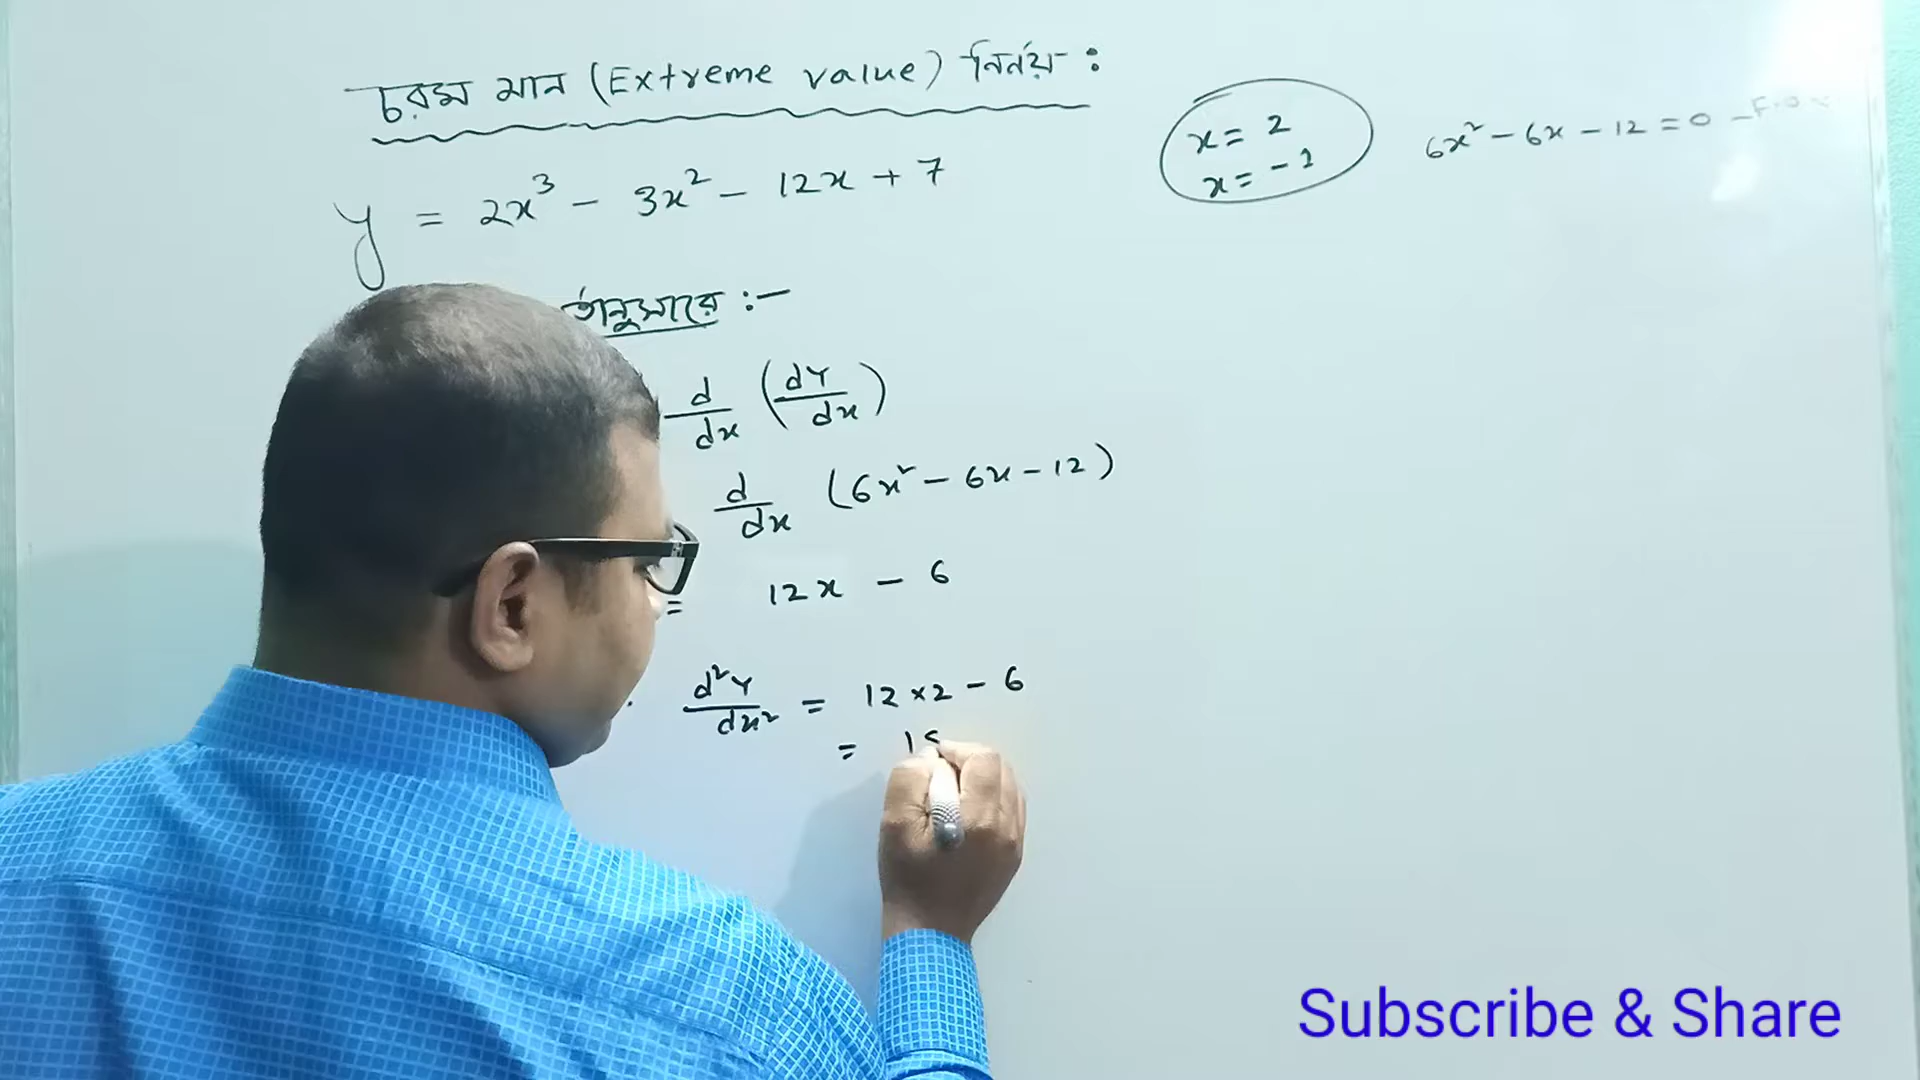 চরম মান (Extreme value) নির্ণয় :
y = 2x³ - 3x² - 12x + 7
x = 2
x = -1
6x² - 6x - 12 = 0 - F.O.
:-
d/dx (dY/dx)
d/dx (6x² - 6x - 12)
= 12x - 6
d²Y/dx² = 12×2 - 6
= 1
Subscribe & Share